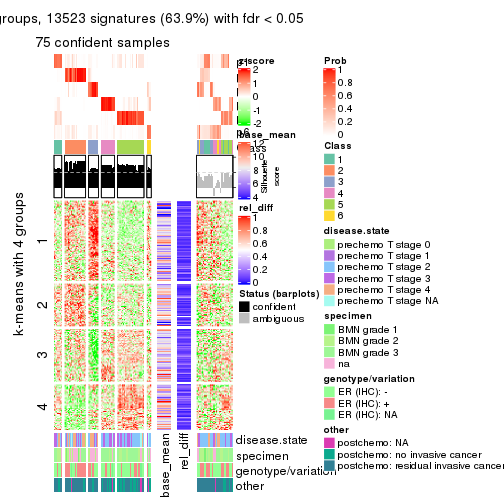 groups, 13523 signatures (63.9%) with fdr < 0.05
75 confident samples
k-means with 4 groups
1
2
3
4
p6
Silhouette
score
base_mean
rel_diff
disease.state
specimen
genotype/variation
other
z-score
2
1
0
-1
-2
base_mean
12
10
8
6
4
rel_diff
1
0.8
0.6
0.4
0.2
0
Status (barplots)
confident
ambiguous
Prob
1
0.8
0.6
0.4
0.2
0
Class
1
2
3
4
5
6
disease.state
prechemo T stage 0
prechemo T stage 1
prechemo T stage 2
prechemo T stage 3
prechemo T stage 4
prechemo T stage NA
specimen
BMN grade 1
BMN grade 2
BMN grade 3
na
genotype/variation
ER (IHC): -
ER (IHC): +
ER (IHC): NA
other
postchemo: NA
postchemo: no invasive cancer
postchemo: residual invasive cancer